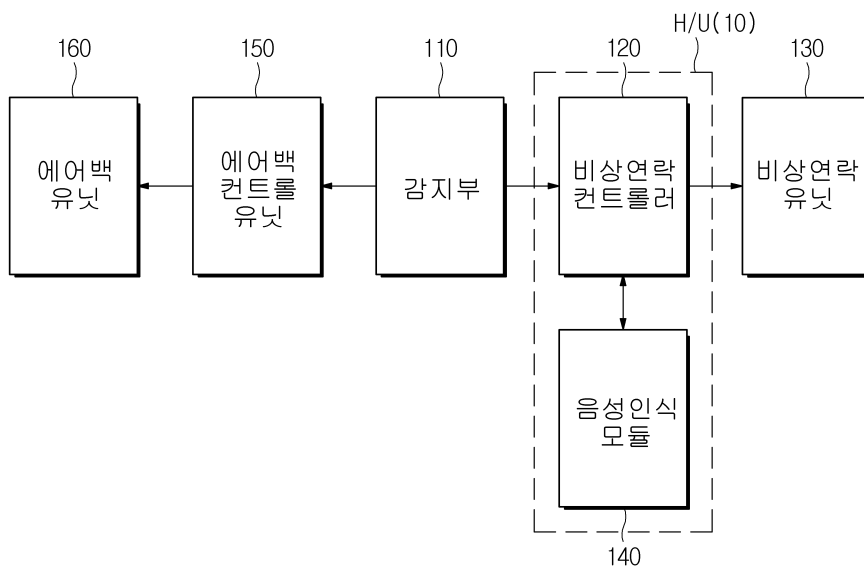 H/U(10)
160
150
110
120
130
에어백
유닛
에어백
컨트롤
유닛
감지부
비상연락
컨트롤러
비상연락
유닛
음성인식
모듈
140